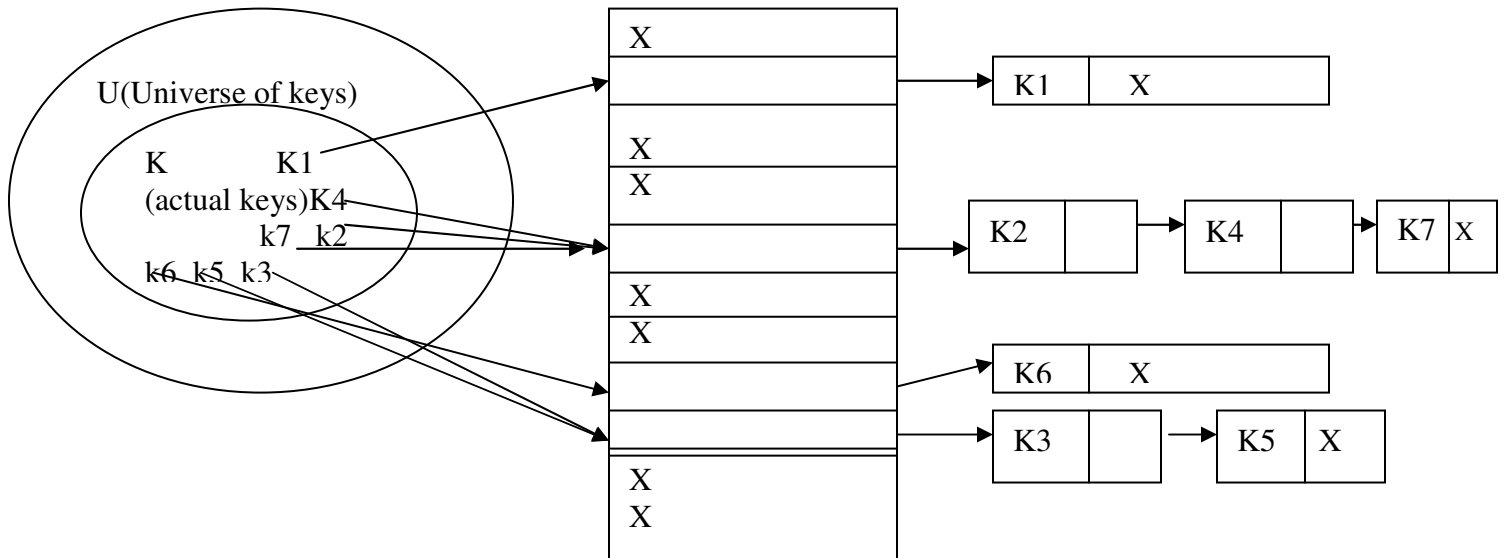 U(Universe of keys)
K K1
(actual keys)K4
k7 k2
k6 k5 k3
X
X
X
X
X
X
X
K1 X
K2 K4 K7 X
K6 X
K3 K5 X